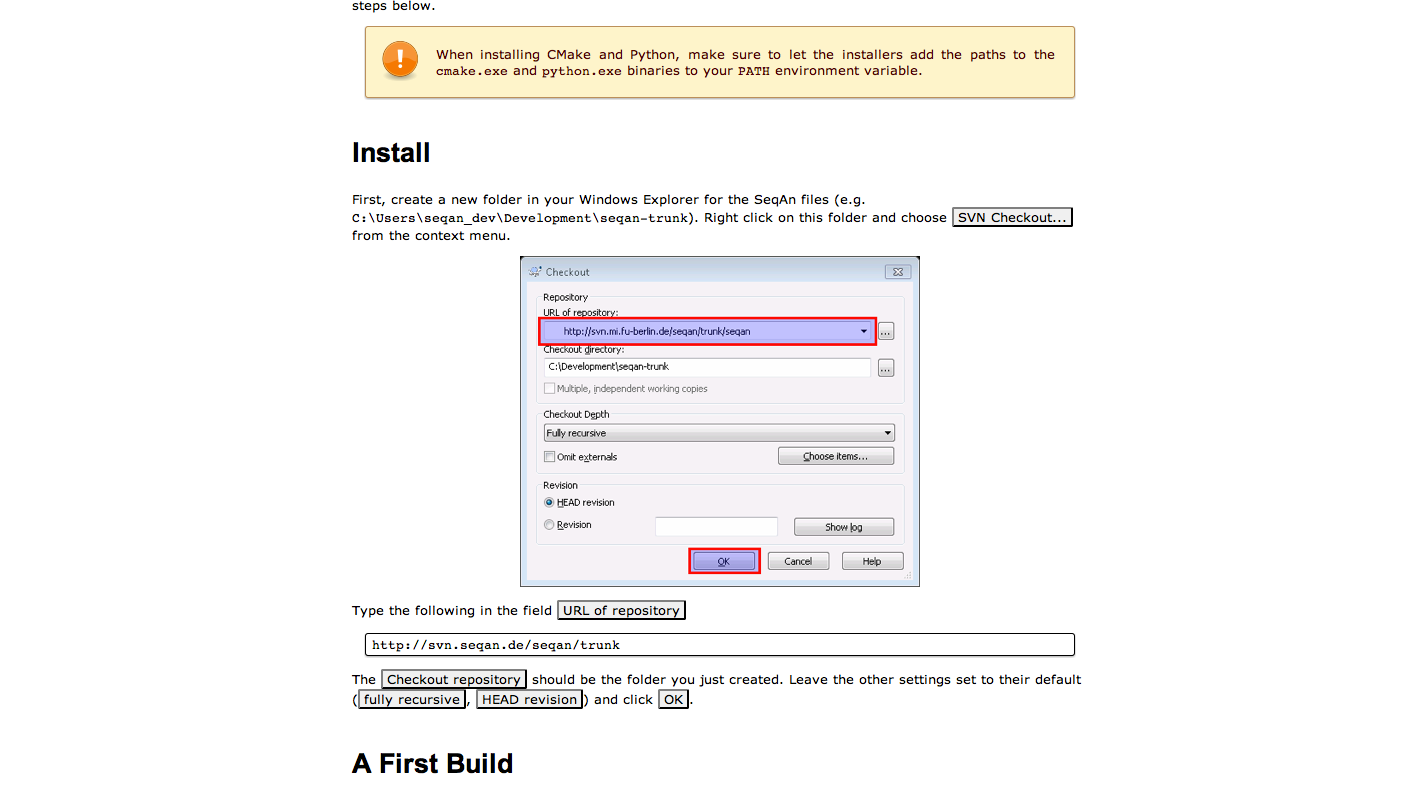 steps below.
When installing CMake and Python, make sure to let the installers add the paths to the
cmake.exe and python.exe binaries to your PATH environment variable.
Install
First, create a new folder in your Windows Explorer for the SeqAn files (e.g.
C:\Users\seqan_dev\Development\seqan-trunk). Right click on this folder and choose SVN Checkout...
from the context menu.
Checkout
Repository
URL of repository:
http://svn.mi.fu-berlin.de/seqan/trunk/seqan
...
Checkout directory:
C:\Development\seqan-trunk
...
Multiple, independent working copies
Checkout Depth
Fully recursive
Omit externals
Choose items...
Revision
HEAD revision
Revision
Show log
OK
Cancel
Help
Type the following in the field URL of repository
http://svn.seqan.de/seqan/trunk
The Checkout repository should be the folder you just created. Leave the other settings set to their default
(fully recursive, HEAD revision) and click OK.
A First Build